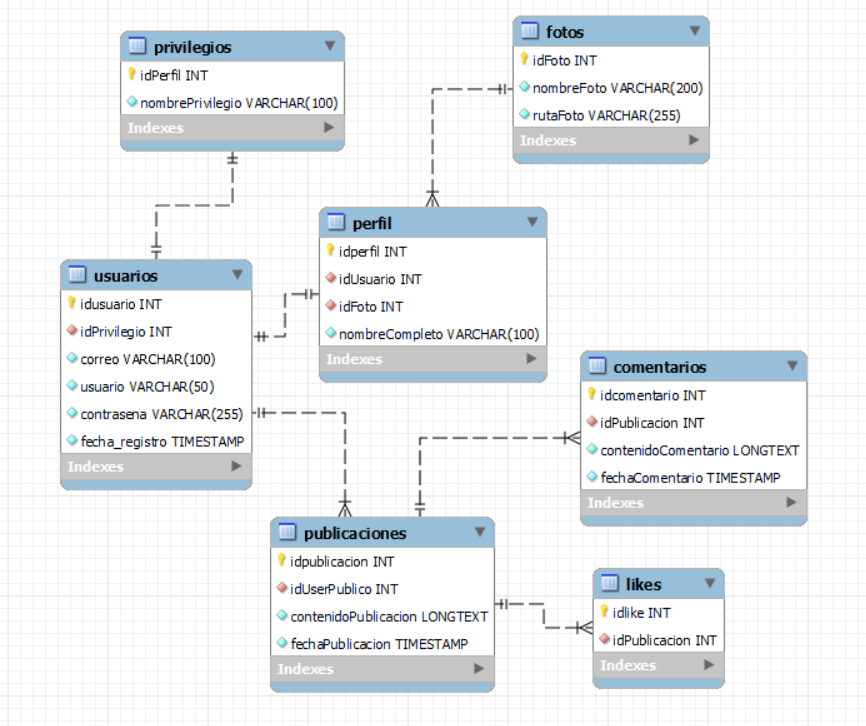 privilegios
idPerfil INT
nombrePrivilegio VARCHAR(100)
Indexes
fotos
idFoto INT
nombreFoto VARCHAR(200)
rutaFoto VARCHAR(255)
Indexes
perfil
idperfil INT
idUsuario INT
idFoto INT
nombreCompleto VARCHAR(100)
Indexes
usuarios
idusuario INT
idPrivilegio INT
correo VARCHAR(100)
usuario VARCHAR(50)
contrasena VARCHAR(255)
fecha_registro TIMESTAMP
Indexes
comentarios
idcomentario INT
idPublicacion INT
contenidoComentario LONGTEXT
fechaComentario TIMESTAMP
Indexes
publicaciones
idpublicacion INT
idUserPublico INT
contenidoPublicacion LONGTEXT
fechaPublicacion TIMESTAMP
Indexes
likes
idlike INT
idPublicacion INT
Indexes